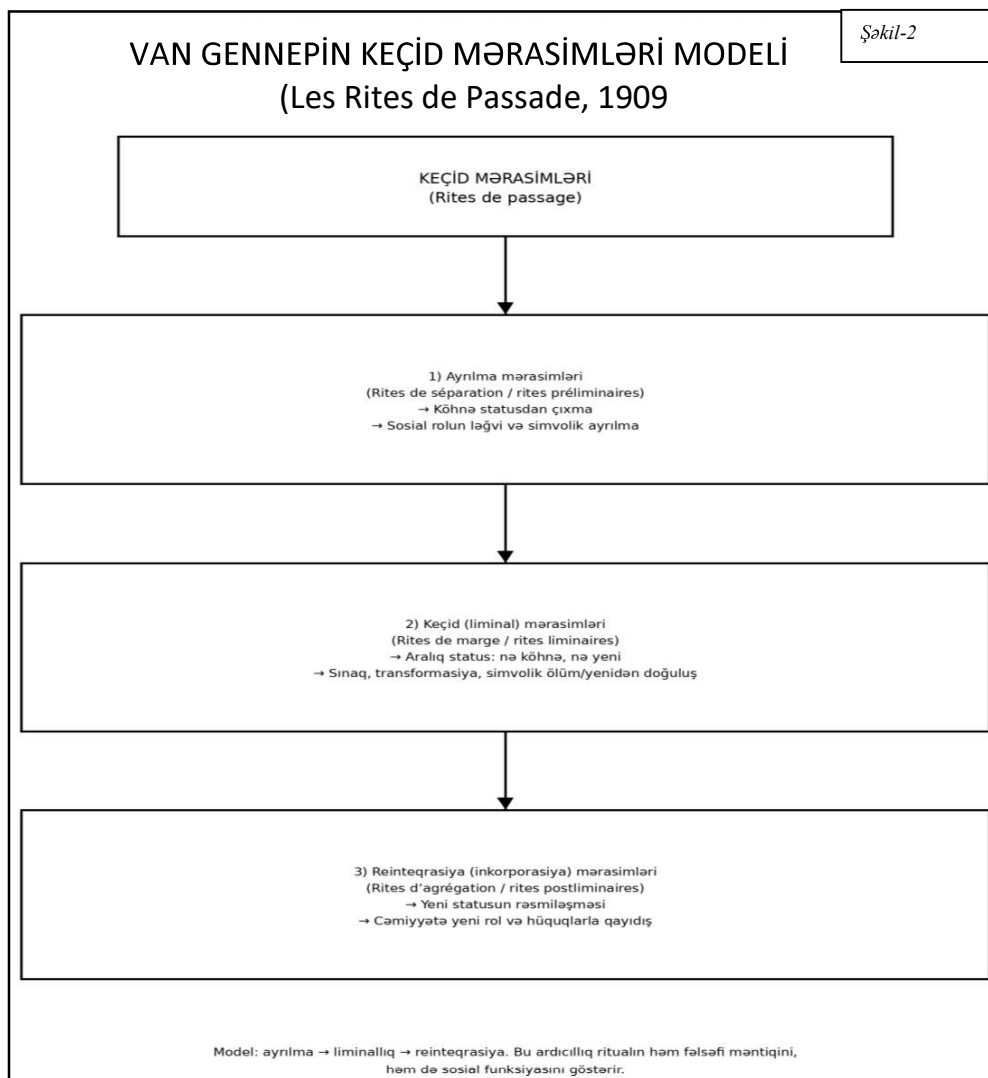 Şəkil-2
VAN GENNEPİN KEÇİD MƏRASİMLƏRİ MODELİ
(Les Rites de Passade, 1909
KEÇİD MƏRASİMLƏRİ
(Rites de passage)
1) Ayrılma mərasimləri
(Rites de séparation / rites préliminaires)
→ Köhnə statusdan çıxma
→ Sosial rolun ləğvi və simvolik ayrılma
2) Keçid (liminal) mərasimləri
(Rites de marge / rites liminaires)
→ Aralıq status: nə köhnə, nə yeni
→ Sınaq, transformasiya, simvolik ölüm/yenidən doğuluş
3) Reinteqrasiya (inkorporasiya) mərasimləri
(Rites d’agrégation / rites postliminaires)
→ Yeni statusun rəsmiləşməsi
→ Cəmiyyətə yeni rol və hüquqlarla qayıdış
Model: ayrılma → liminallıq → reinteqrasiya. Bu ardıcıllıq ritualın həm fəlsəfi məntiqini,
həm də sosial funksiyasını göstərir.